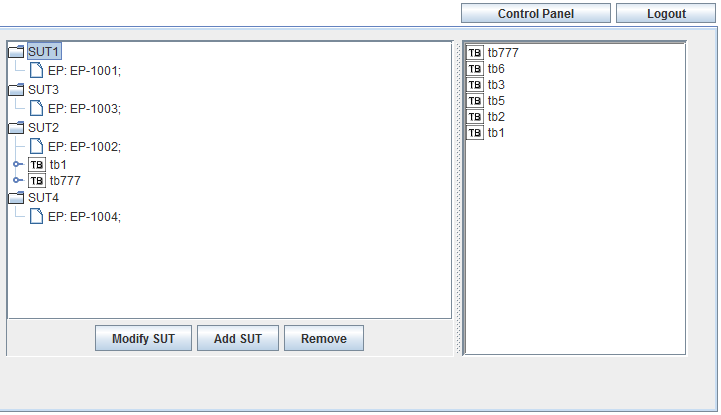 Control Panel Logout
SUT1
EP: EP-1001;
SUT3
EP: EP-1003;
SUT2
EP: EP-1002;
TB tb1
TB tb777
SUT4
EP: EP-1004;
Modify SUT Add SUT Remove
TB tb777
TB tb6
TB tb3
TB tb5
TB tb2
TB tb1